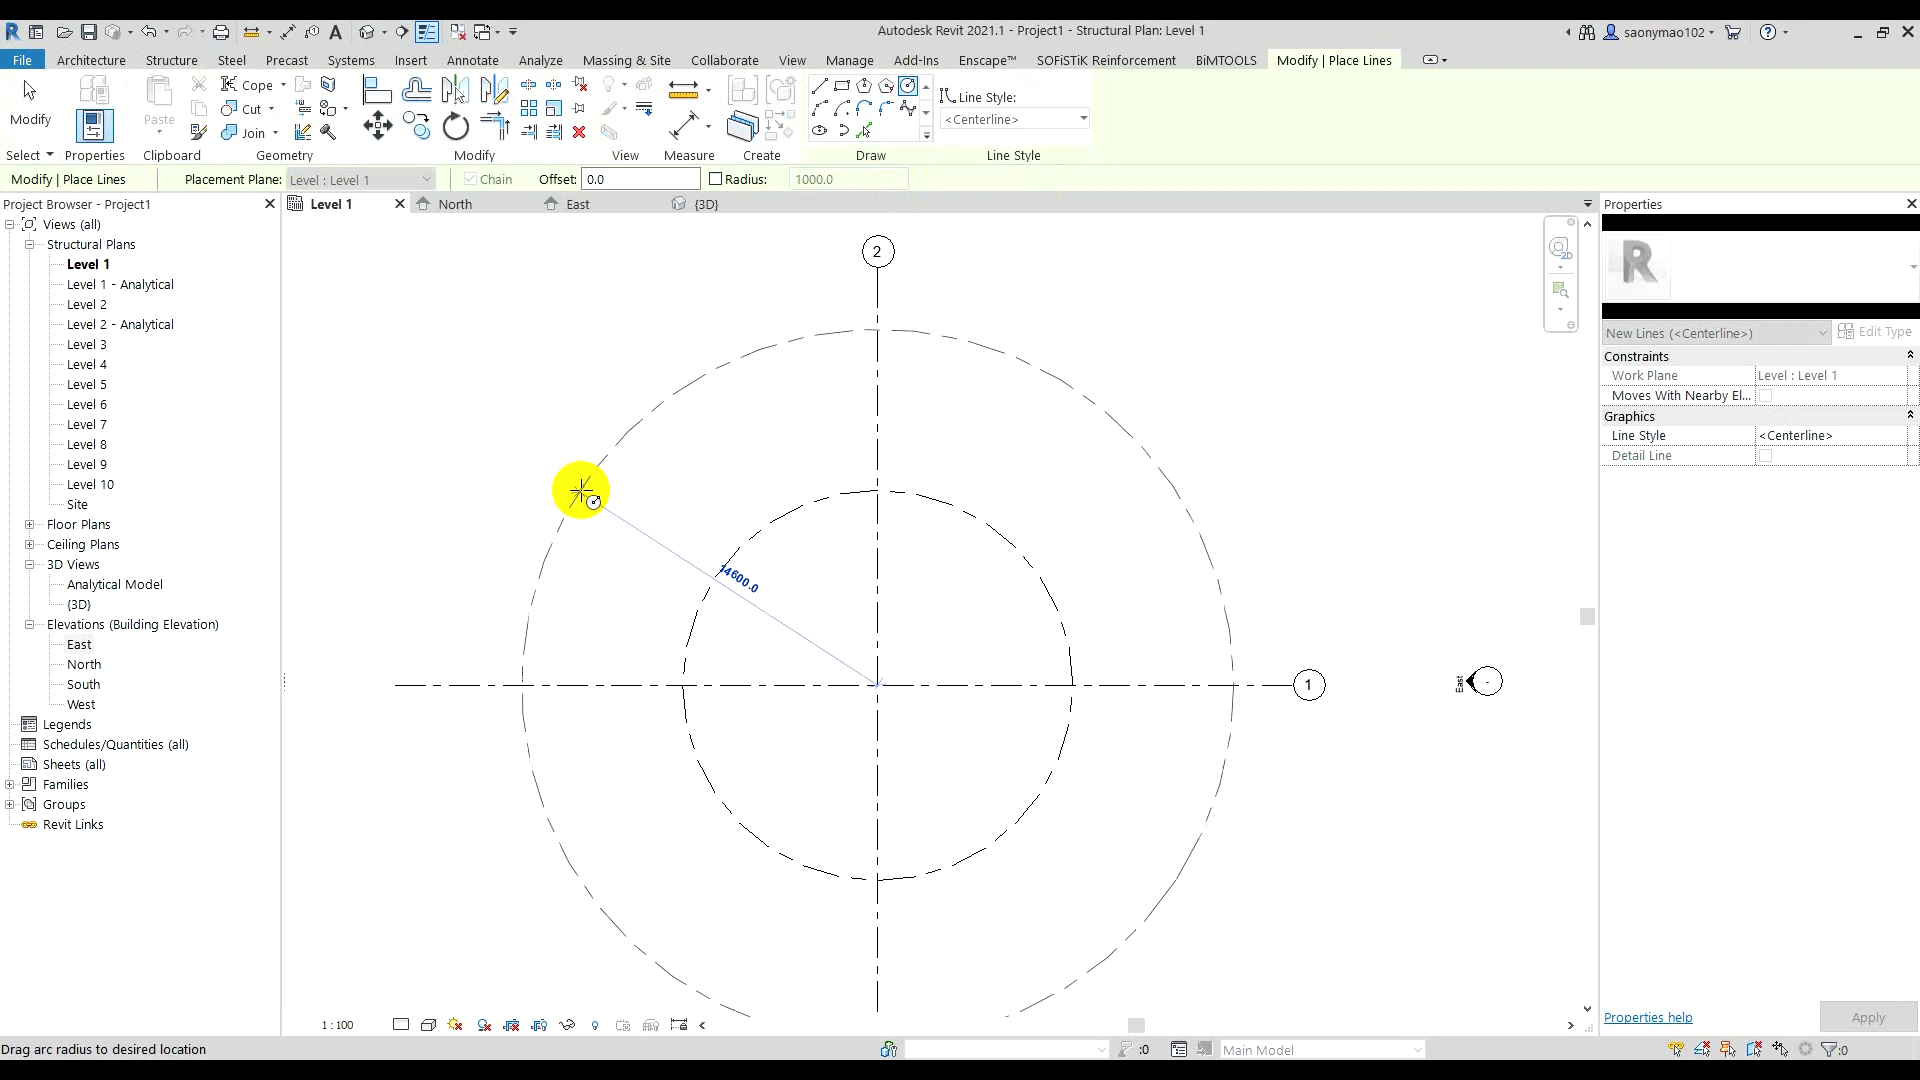 Autodesk Revit 2021.1 - Project1 - Structural Plan: Level 1
saonymao102
File Architecture Structure Steel Precast Systems Insert Annotate Analyze Massing & Site Collaborate View Manage Add-Ins Enscape™ SOFiSTiK Reinforcement BiMTOOLS Modify | Place Lines
Modify
Paste
Cope
Cut
Join
Line Style:
<Centerline>
Select Properties Clipboard Geometry Modify View Measure Create Draw Line Style
Modify | Place Lines Placement Plane: Level : Level 1 Chain Offset: 0.0 Radius: 1000.0
Project Browser - Project1
Level 1 North East {3D}
Properties
Views (all)
Structural Plans
Level 1
Level 1 - Analytical
Level 2
Level 2 - Analytical
Level 3
Level 4
Level 5
Level 6
Level 7
Level 8
Level 9
Level 10
Site
Floor Plans
Ceiling Plans
3D Views
Analytical Model
{3D}
Elevations (Building Elevation)
East
North
South
West
Legends
Schedules/Quantities (all)
Sheets (all)
Families
Groups
Revit Links
2
14600.0
1
East
2D
R
New Lines (<Centerline>) Edit Type
Constraints
Work Plane Level : Level 1
Moves With Nearby El...
Graphics
Line Style <Centerline>
Detail Line
Properties help Apply
1 : 100
Drag arc radius to desired location
:0
Main Model
:0